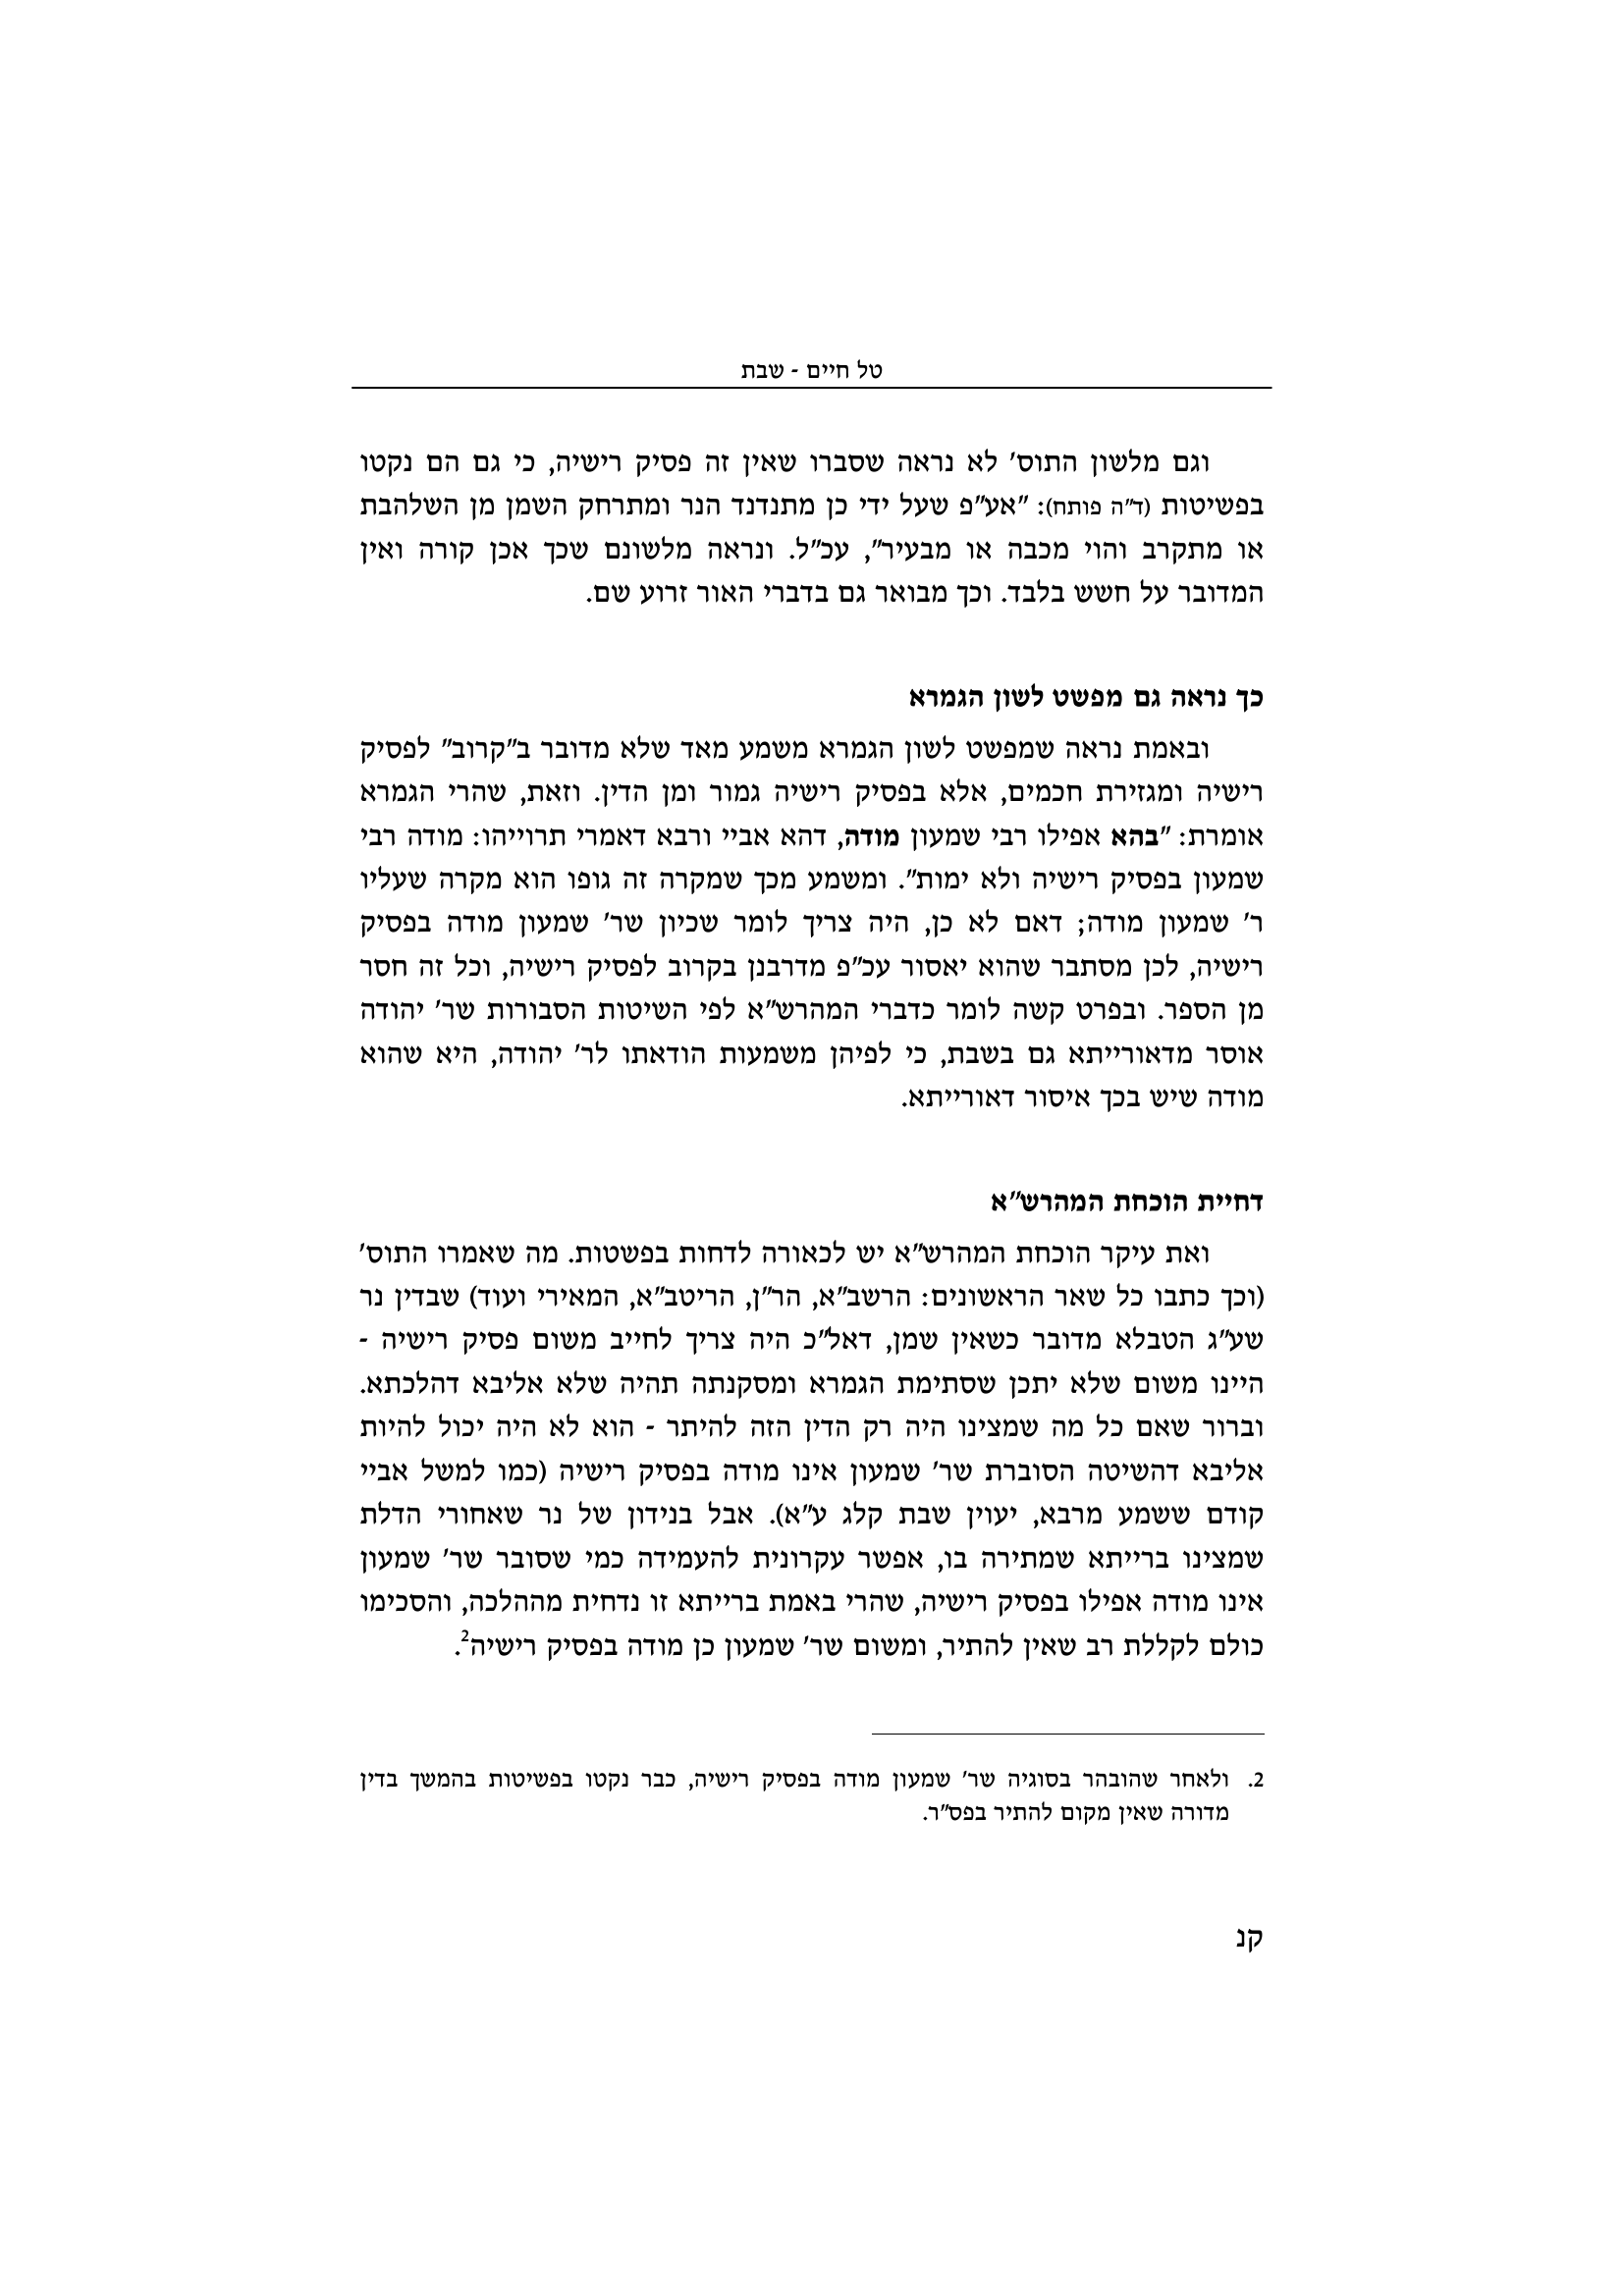 טל חיים - שבת
וגם מלשון התוס' לא נראה שסברו שאין זה פסיק רישיה, כי גם הם נקטו
בפשיטות (ד"ה פותח): "אע"פ שעל ידי כן מתנדנד הנר ומתרחק השמן מן השלהבת
או מתקרב והוי מכבה או מבעיר", עכ"ל. ונראה מלשונם שכך אכן קורה ואין
המדובר על חשש בלבד. וכך מבואר גם בדברי האור זרוע שם.
כך נראה גם מפשט לשון הגמרא
ובאמת נראה שמפשט לשון הגמרא משמע מאד שלא מדובר ב"קרוב" לפסיק
רישיה ומגזירת חכמים, אלא בפסיק רישיה גמור ומן הדין. וזאת, שהרי הגמרא
אומרת: "בהא אפילו רבי שמעון מודה, דהא אביי ורבא דאמרי תרוייהו: מודה רבי
שמעון בפסיק רישיה ולא ימות". ומשמע מכך שמקרה זה גופו הוא מקרה שעליו
ר' שמעון מודה; דאם לא כן, היה צריך לומר שכיון שר' שמעון מודה בפסיק
רישיה, לכן מסתבר שהוא יאסור עכ"פ מדרבנן בקרוב לפסיק רישיה, וכל זה חסר
מן הספר. ובפרט קשה לומר כדברי המהרש"א לפי השיטות הסבורות שר' יהודה
אוסר מדאורייתא גם בשבת, כי לפיהן משמעות הודאתו לר' יהודה, היא שהוא
מודה שיש בכך איסור דאורייתא.
דחיית הוכחת המהרש"א
ואת עיקר הוכחת המהרש"א יש לכאורה לדחות בפשטות. מה שאמרו התוס'
(וכך כתבו כל שאר הראשונים: הרשב"א, הר"ן, הריטב"א, המאירי ועוד) שבדין נר
שע"ג הטבלא מדובר כשאין שמן, דאל"כ היה צריך לחייב משום פסיק רישיה -
היינו משום שלא יתכן שסתימת הגמרא ומסקנתה תהיה שלא אליבא דהלכתא.
וברור שאם כל מה שמצינו היה רק הדין הזה להיתר - הוא לא היה יכול להיות
אליבא דהשיטה הסוברת שר' שמעון אינו מודה בפסיק רישיה (כמו למשל אביי
קודם ששמע מרבא, יעוין שבת קלג ע"א). אבל בנידון של נר שאחורי הדלת
שמצינו ברייתא שמתירה בו, אפשר עקרונית להעמידה כמי שסובר שר' שמעון
אינו מודה אפילו בפסיק רישיה, שהרי באמת ברייתא זו נדחית מההלכה, והסכימו
כולם לקללת רב שאין להתיר, ומשום שר' שמעון כן מודה בפסיק רישיה2.
2. ולאחר שהובהר בסוגיה שר' שמעון מודה בפסיק רישיה, כבר נקטו בפשיטות בהמשך בדין
מדורה שאין מקום להתיר בפס"ר.
קנ